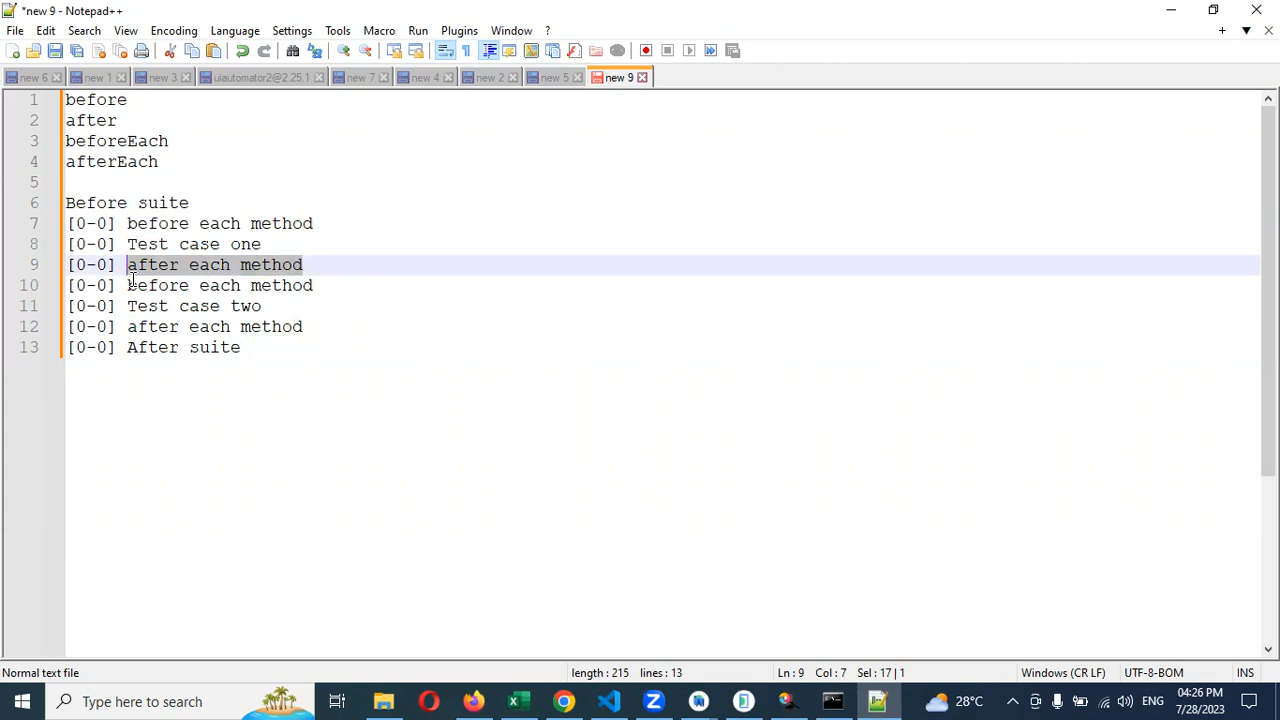 *new 9 - Notepad++
File Edit Search View Encoding Language Settings Tools Macro Run Plugins Window ?
new 6 new 1 new 3 uiautomator2@2.25.1 new 7 new 4 new 2 new 5 new 9
1 before
2 after
3 beforeEach
4 afterEach
5
6 Before suite
7 [0-0] before each method
8 [0-0] Test case one
9 [0-0] after each method
10 [0-0] before each method
11 [0-0] Test case two
12 [0-0] after each method
13 [0-0] After suite
Normal text file length : 215 lines : 13 Ln : 9 Col : 7 Sel : 17 | 1 Windows (CR LF) UTF-8-BOM INS
Type here to search 28°C ENG 04:26 PM
7/28/2023